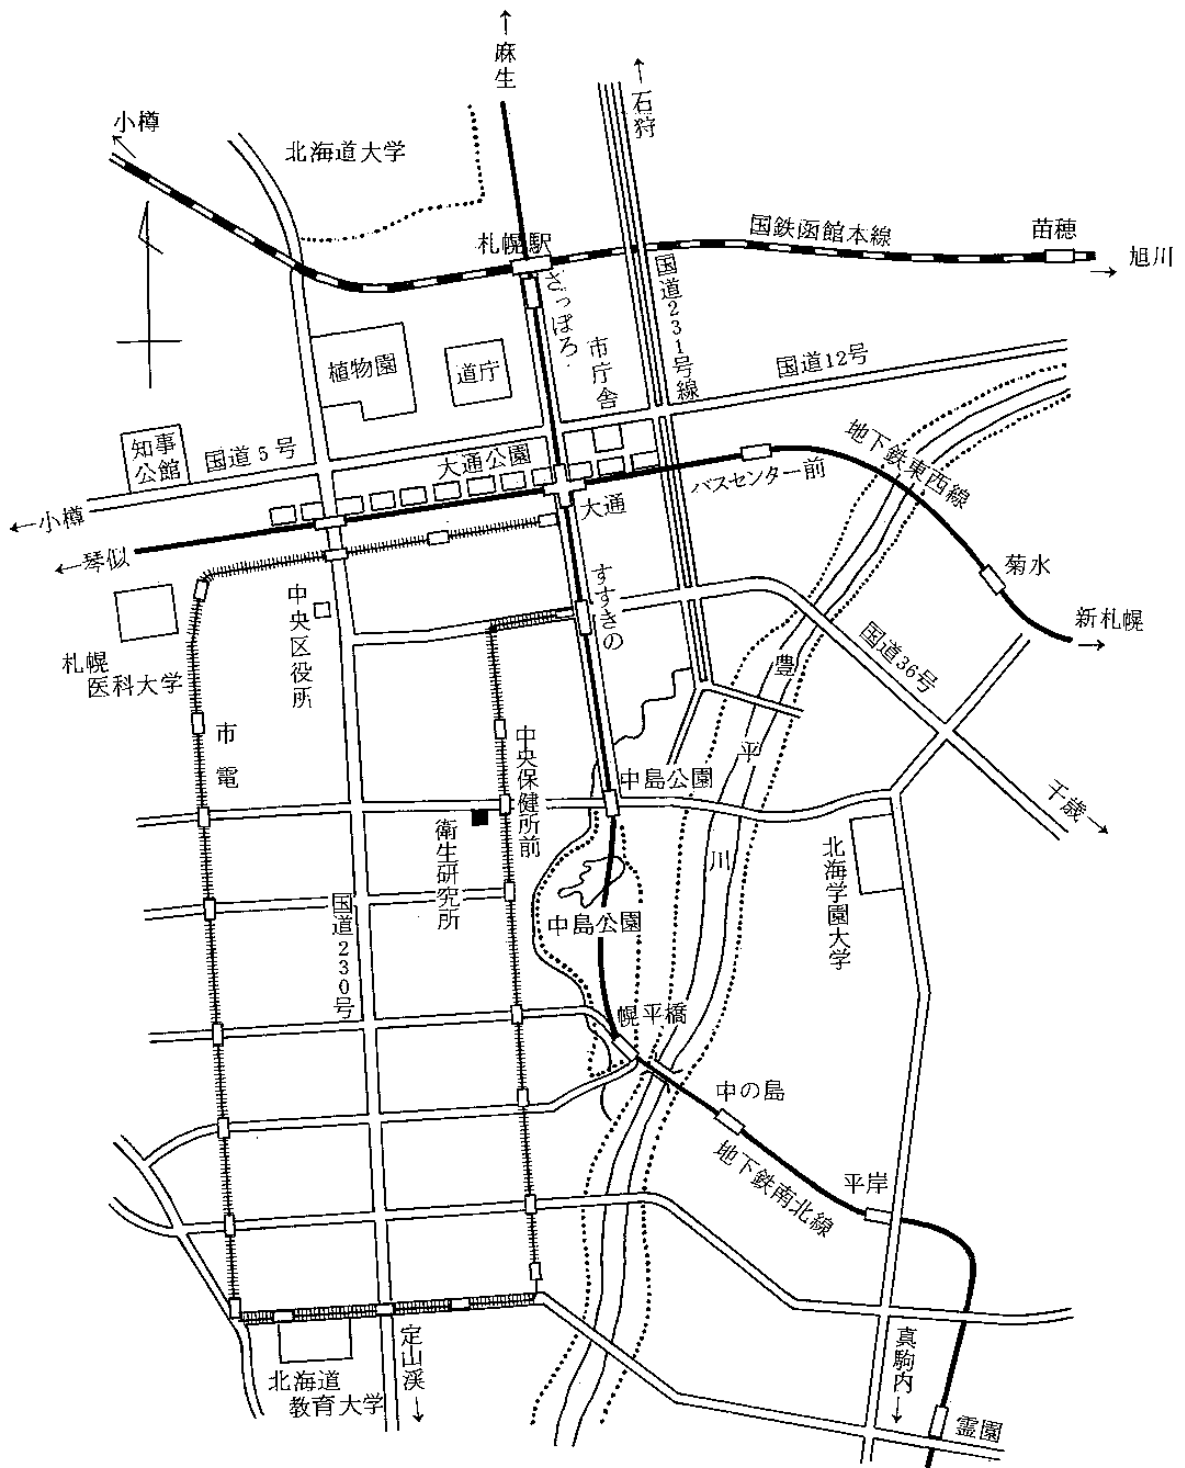 ↑麻生
↑石狩
小樽
北海道大学
札幌駅
国鉄函館本線
苗穂
旭川
さっぽろ
国道231号線
市庁舎
植物園
道庁
国道12号
知事
公館
国道5号
大通公園
地下鉄東西線
バスセンター前
←小樽
大通
←琴似
菊水
すすきの
中央区役所
新札幌
札幌
医科大学
国道36号
豊平川
市電
中央保健所前
中島公園
千歳
衛生研究所
北海学園大学
国道230号
中島公園
幌平橋
中の島
地下鉄南北線
平岸
定山渓
真駒内
北海道
教育大学
霊園